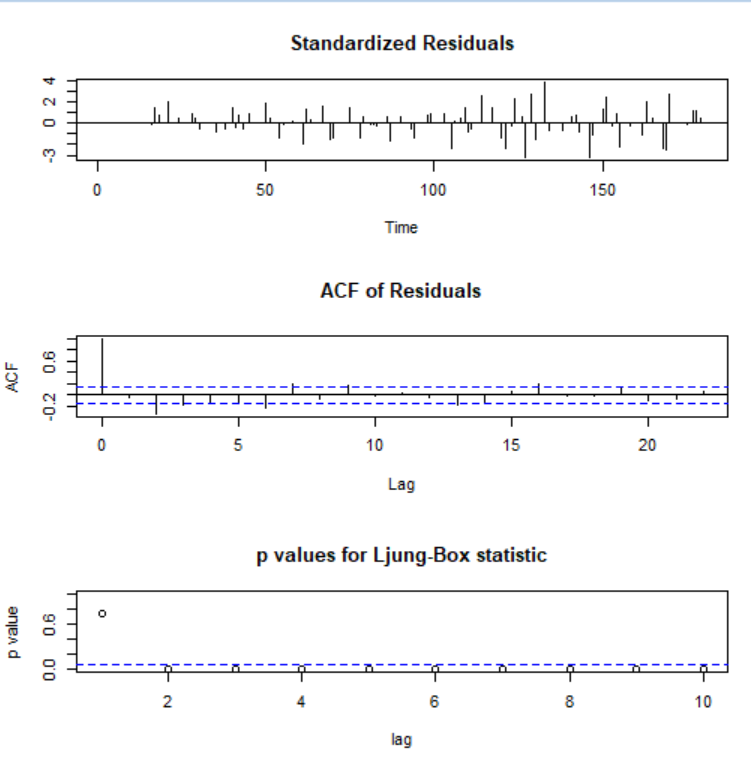 Standardized Residuals
4
2
0
-3
0 50 100 150
Time
ACF of Residuals
ACF
0.6
-0.2
0 5 10 15 20
Lag
p values for Ljung-Box statistic
p value
0.6
0.0
2 4 6 8 10
lag